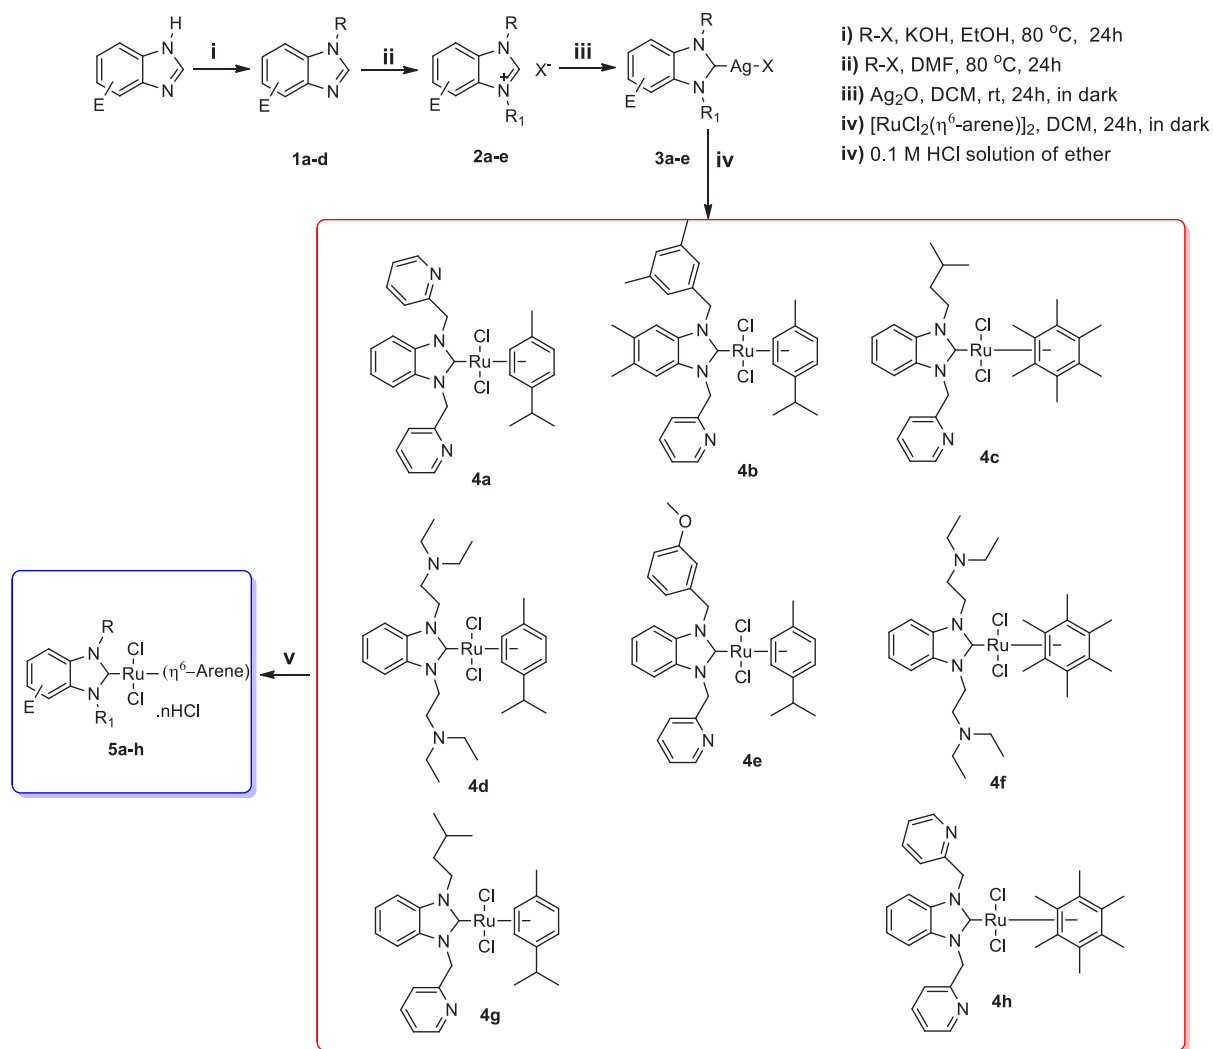 H
N
N
E
i
R
N
N
E
1a-d
ii
R
N
N
+
E
R₁
X⁻
2a-e
iii
R
N
Ag-X
N
E
R₁
3a-e
iv
i) R-X, KOH, EtOH, 80 °C, 24h
ii) R-X, DMF, 80 °C, 24h
iii) Ag₂O, DCM, rt, 24h, in dark
iv) [RuCl₂(η⁶-arene)]₂, DCM, 24h, in dark
iv) 0.1 M HCl solution of ether
N
N
Cl
Ru
Cl
N
N
4a
N
Cl
Ru
Cl
N
N
4b
N
Cl
Ru
Cl
N
N
4c
N
N
Cl
Ru
Cl
N
N
4d
O
N
Cl
Ru
Cl
N
N
4e
N
N
Cl
Ru
Cl
N
N
4f
N
Cl
Ru
Cl
N
N
4g
N
N
Cl
Ru
Cl
N
N
4h
v
R
N
Cl
Ru
(η⁶–Arene)
Cl
N
E
R₁
.nHCl
5a-h